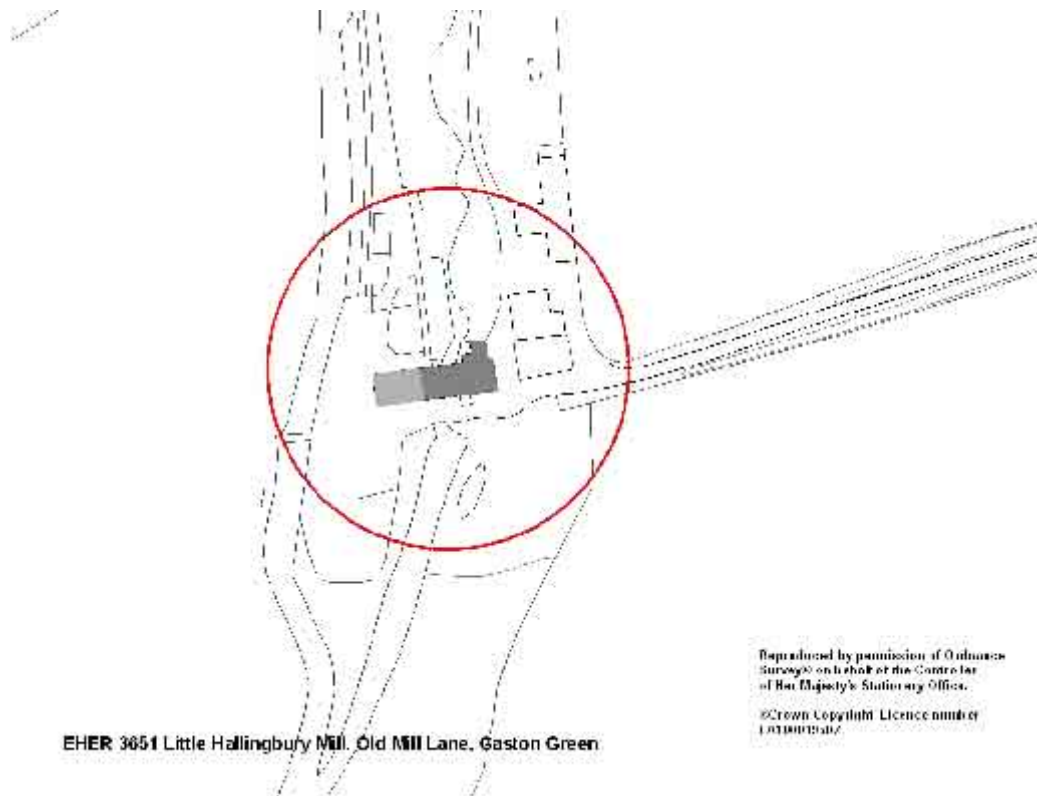 Reproduced by permission of Ordnance
Survey® on behalf of the Controller
of Her Majesty's Stationary Office.
©Crown Copyright. Licence number
EHER 3651 Little Hallingbury Mill. Old Mill Lane, Gaston Green